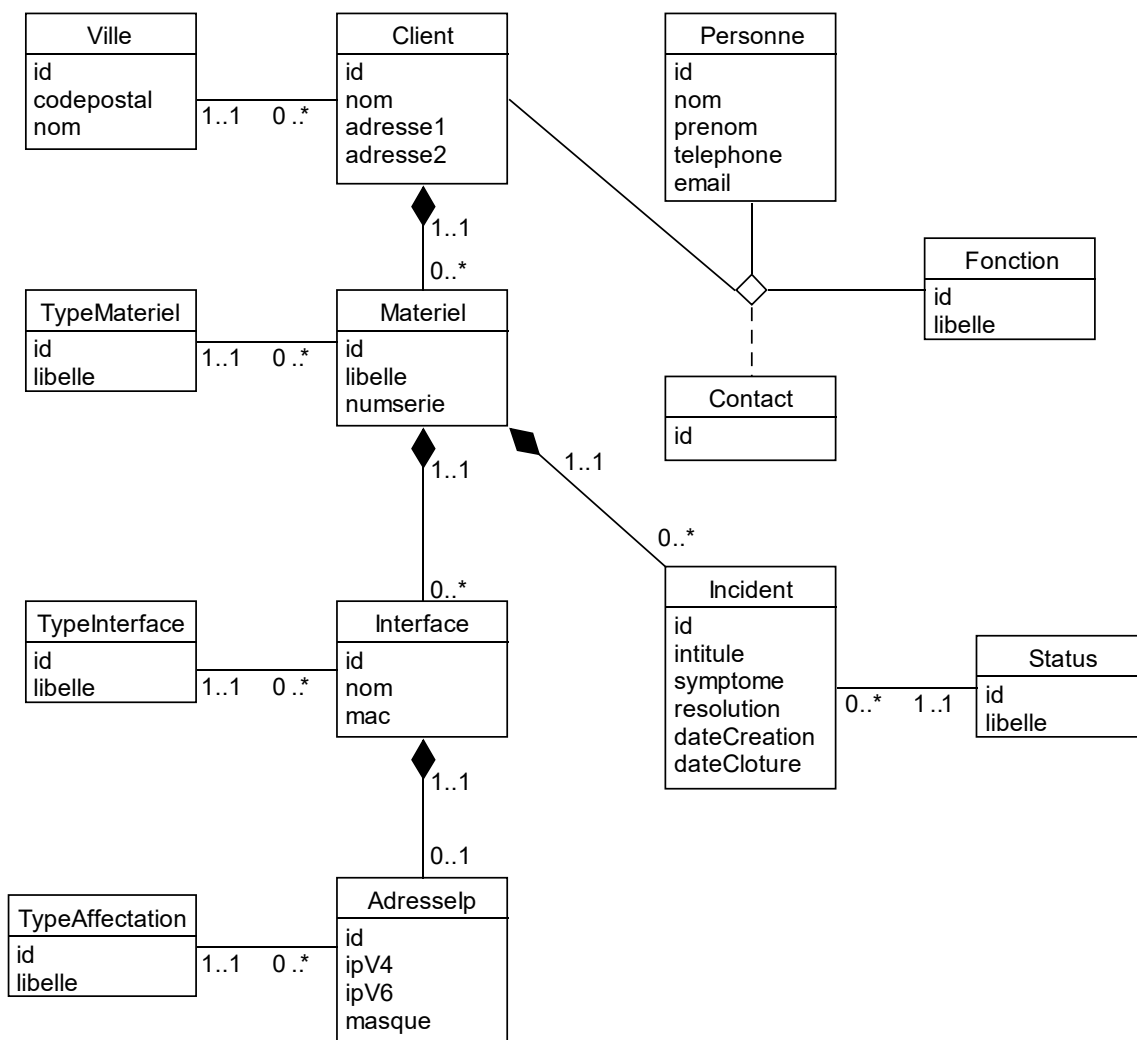 Ville
id
codepostal
nom
1..1
0 ..*
Client
id
nom
adresse1
adresse2
Personne
id
nom
prenom
telephone
email
Fonction
id
libelle
Contact
id
1..1
0..*
TypeMateriel
id
libelle
1..1
0 ..*
Materiel
id
libelle
numserie
1..1
0..*
1..1
0..*
TypeInterface
id
libelle
1..1
0..*
Interface
id
nom
mac
Incident
id
intitule
symptome
resolution
dateCreation
dateCloture
0..*
1..1
Status
id
libelle
1..1
0..1
TypeAffectation
id
libelle
1..1
0 ..*
AdresseIp
id
ipV4
ipV6
masque